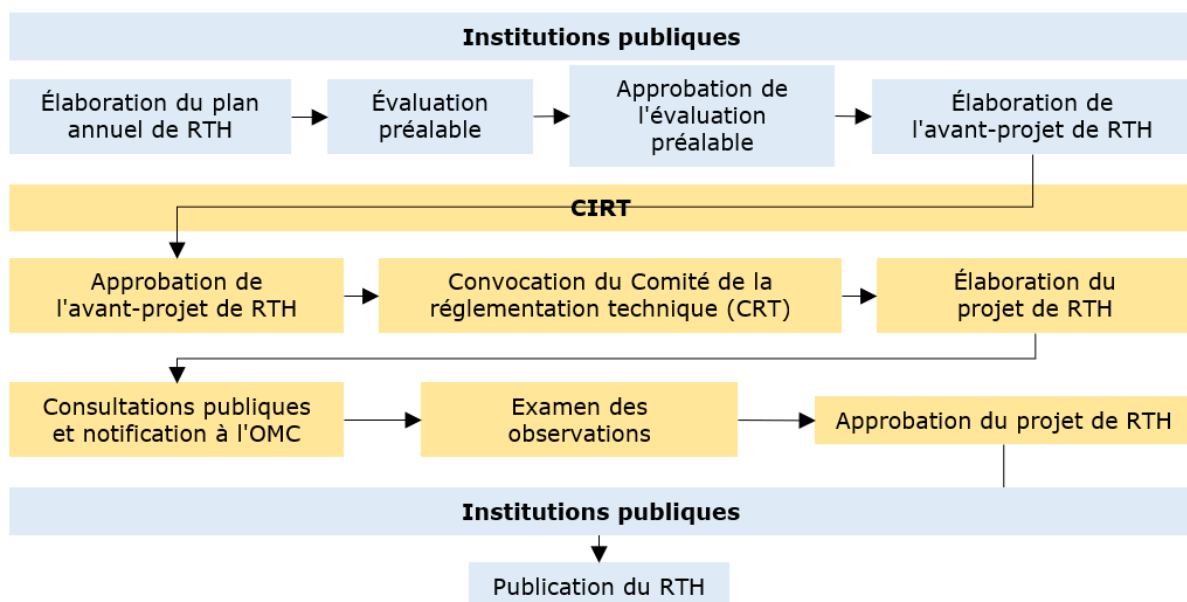 Institutions publiques
Élaboration du plan
annuel de RTH
Évaluation
préalable
Approbation de
l'évaluation
préalable
Élaboration de
l'avant-projet de RTH
CIRT
Approbation de
l'avant-projet de RTH
Convocation du Comité de la
réglementation technique (CRT)
Élaboration du
projet de RTH
Consultations publiques
et notification à l'OMC
Examen des
observations
Approbation du projet de RTH
Institutions publiques
Publication du RTH